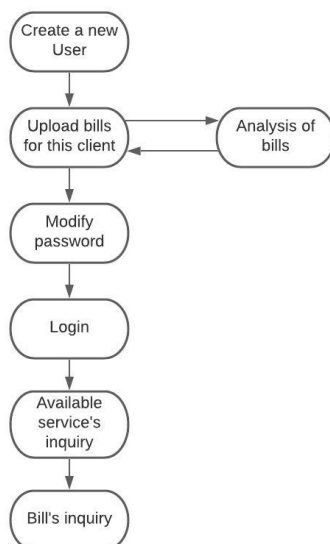 Create a new
User
Upload bills
for this client
Analysis of
bills
Modify
password
Login
Available
service's
inquiry
Bill's inquiry